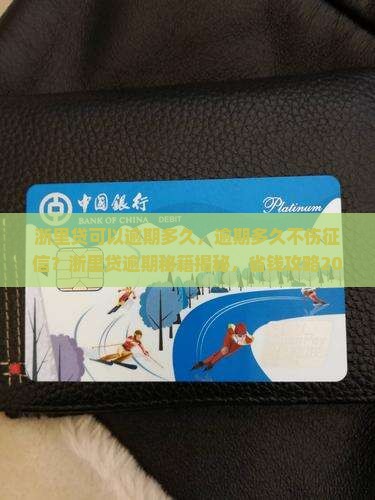 中国银行
Platinum
BANK OF CHINA DEBIT
浙里贷可以逾期多久，逾期多久不伤征
信？浙里贷逾期秘籍揭秘，省钱攻略20